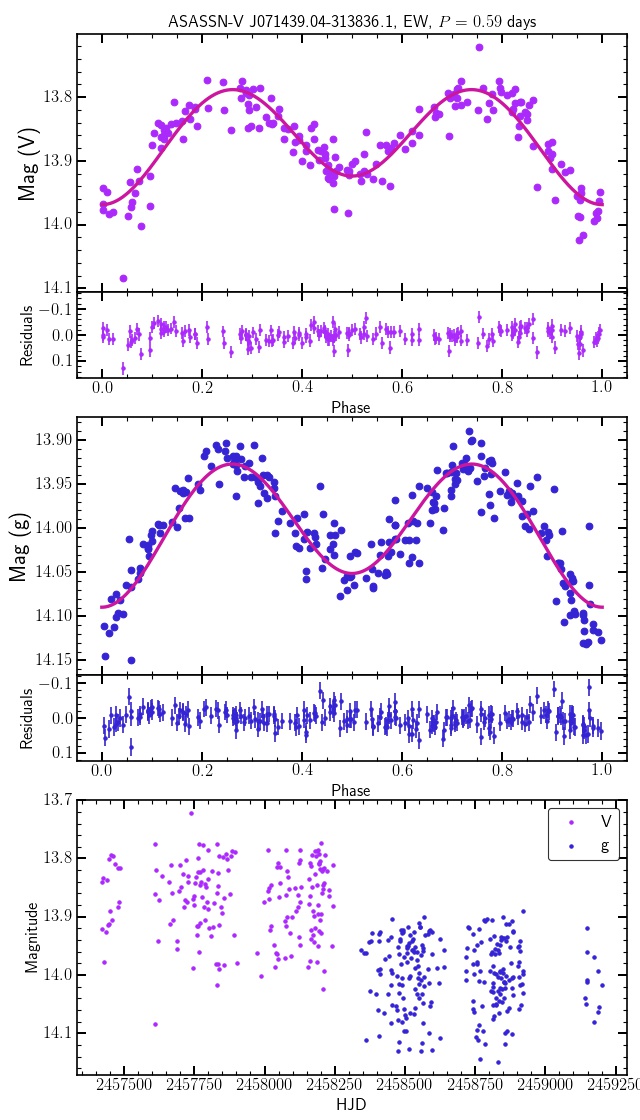 ASASSN-V J071439.04-313836.1, EW, P = 0.59 days
13.8
13.9
14.0
14.1
Mag (V)
−0.1
0.0
0.1
Residuals
0.0 0.2 0.4 0.6 0.8 1.0
Phase
13.90
13.95
14.00
14.05
14.10
14.15
Mag (g)
−0.1
0.0
0.1
Residuals
0.0 0.2 0.4 0.6 0.8 1.0
Phase
V
g
13.7
13.8
13.9
14.0
14.1
Magnitude
2457500 2457750 2458000 2458250 2458500 2458750 2459000 245925
HJD